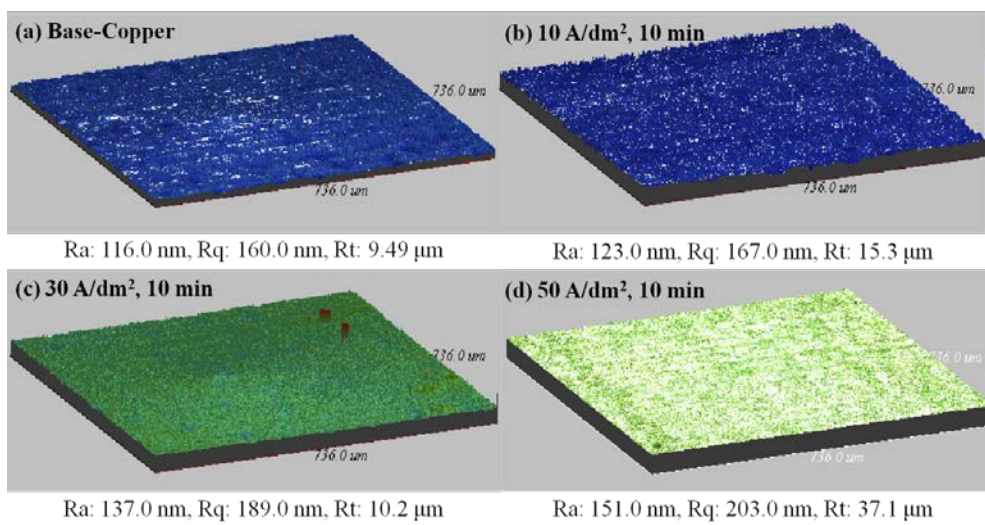 (a) Base-Copper
736.0 um
736.0 um
Ra: 116.0 nm, Rq: 160.0 nm, Rt: 9.49 μm
(b) 10 A/dm², 10 min
736.0 um
736.0 um
Ra: 123.0 nm, Rq: 167.0 nm, Rt: 15.3 μm
(c) 30 A/dm², 10 min
736.0 um
736.0 um
Ra: 137.0 nm, Rq: 189.0 nm, Rt: 10.2 μm
(d) 50 A/dm², 10 min
736.0 um
736.0 um
Ra: 151.0 nm, Rq: 203.0 nm, Rt: 37.1 μm